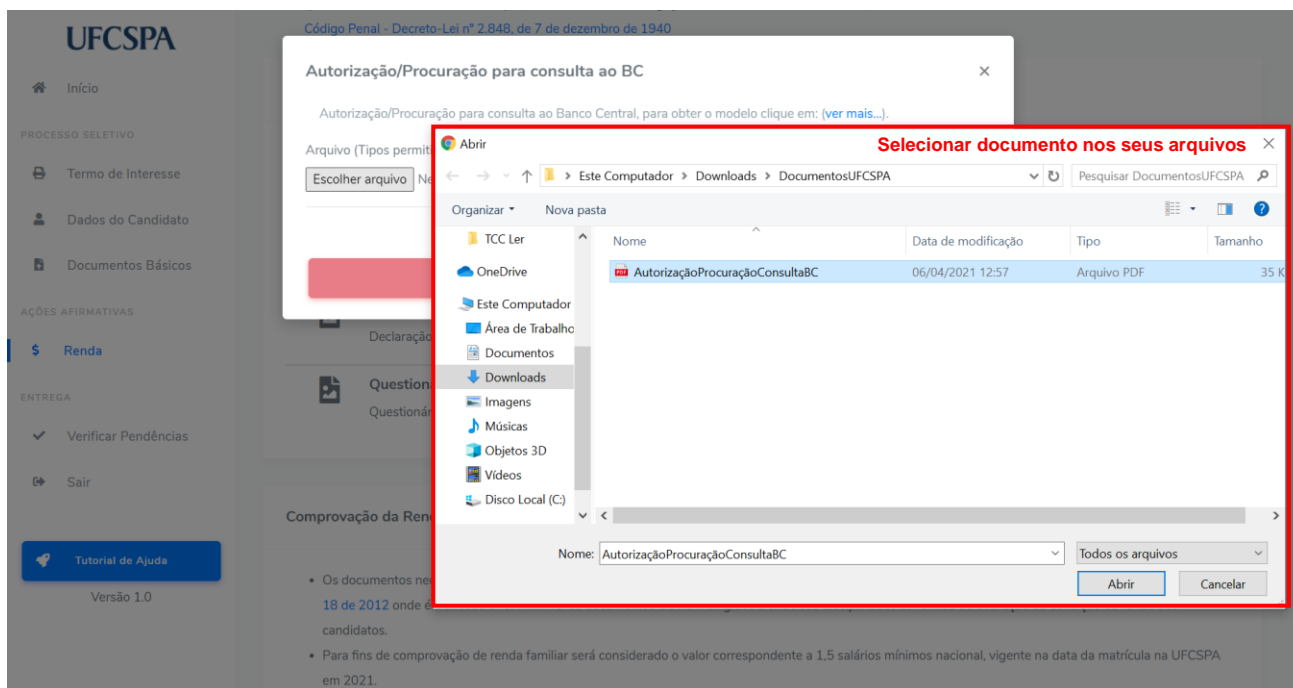 UFCSPA
Início
PROCESSO SELETIVO
Termo de Interesse
Dados do Candidato
Documentos Básicos
AÇÕES AFIRMATIVAS
Renda
ENTREGA
Verificar Pendências
Sair
Tutorial de Ajuda
Versão 1.0
Código Penal - Decreto-Lei nº 2.848, de 7 de dezembro de 1940
Autorização/Procuração para consulta ao BC
Autorização/Procuração para consulta ao Banco Central, para obter o modelo clique em: (ver mais...).
Arquivo (Tipos permiti
Escolher arquivo Ne
Declaração
Question
Questionár
Comprovação da Ren
• Os documentos ne
18 de 2012 onde é
candidatos.
• Para fins de comprovação de renda familiar será considerado o valor correspondente a 1,5 salários mínimos nacional, vigente na data da matrícula na UFCSPA
em 2021.
Abrir
Selecionar documento nos seus arquivos
Este Computador > Downloads > DocumentosUFCSPA
Pesquisar DocumentosUFCSPA
Organizar
Nova pasta
TCC Ler
OneDrive
Este Computador
Área de Trabalho
Documentos
Downloads
Imagens
Músicas
Objetos 3D
Vídeos
Disco Local (C:)
Nome Data de modificação Tipo Tamanho
AutorizaçãoProcuraçãoConsultaBC 06/04/2021 12:57 Arquivo PDF 35 K
Nome: AutorizaçãoProcuraçãoConsultaBC
Todos os arquivos
Abrir
Cancelar